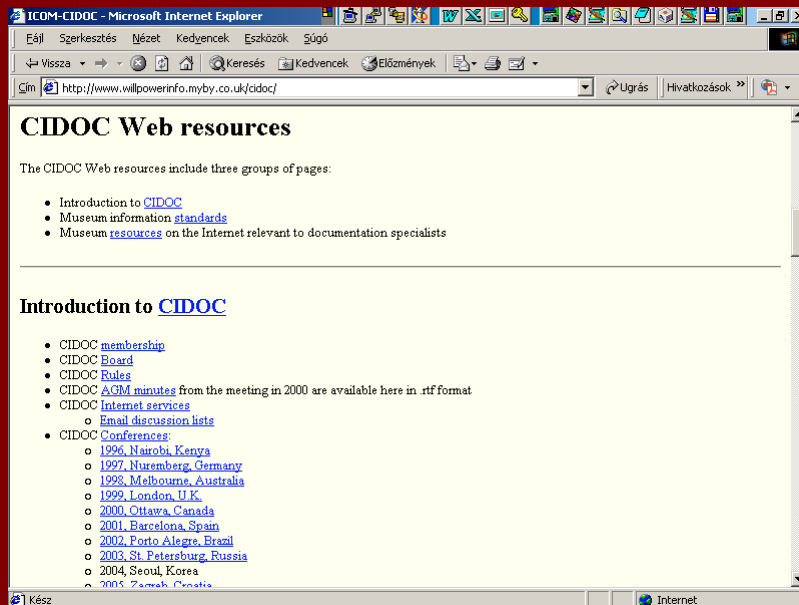 ICOM-CIDOC - Microsoft Internet Explorer
Fájl Szerkesztés Nézet Kedvencek Eszközök Súgó
Vissza Keresés Kedvencek Előzmények
Cím http://www.willpowerinfo.myby.co.uk/cidoc/ Ugrás Hivatkozások »
CIDOC Web resources
The CIDOC Web resources include three groups of pages:
Introduction to CIDOC
Museum information standards
Museum resources on the Internet relevant to documentation specialists
Introduction to CIDOC
CIDOC membership
CIDOC Board
CIDOC Rules
CIDOC AGM minutes from the meeting in 2000 are available here in .rtf format
CIDOC Internet services
Email discussion lists
CIDOC Conferences:
1996, Nairobi, Kenya
1997, Nuremberg, Germany
1998, Melbourne, Australia
1999, London, U.K.
2000, Ottawa, Canada
2001, Barcelona, Spain
2002, Porto Alegre, Brazil
2003, St. Petersburg, Russia
2004, Seoul, Korea
2005, Zagreb, Croatia
Kész Internet